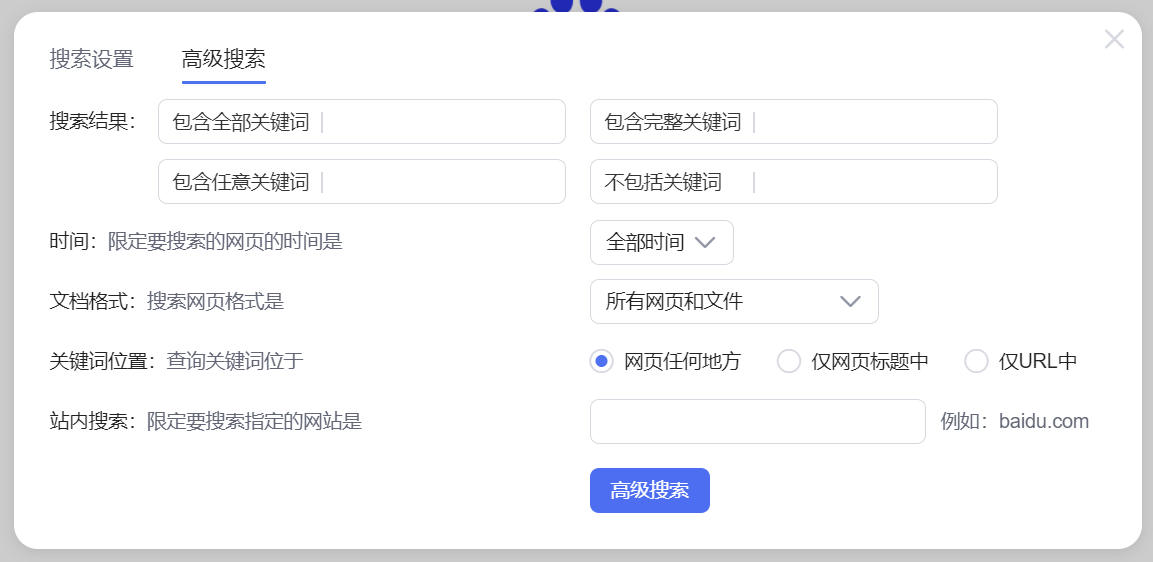 搜索设置 高级搜索
搜索结果： 包含全部关键词 包含完整关键词
包含任意关键词 不包括关键词
时间：限定要搜索的网页的时间是 全部时间
文档格式：搜索网页格式是 所有网页和文件
关键词位置：查询关键词位于 网页任何地方 仅网页标题中 仅URL中
站内搜索：限定要搜索指定的网站是 例如：baidu.com
高级搜索